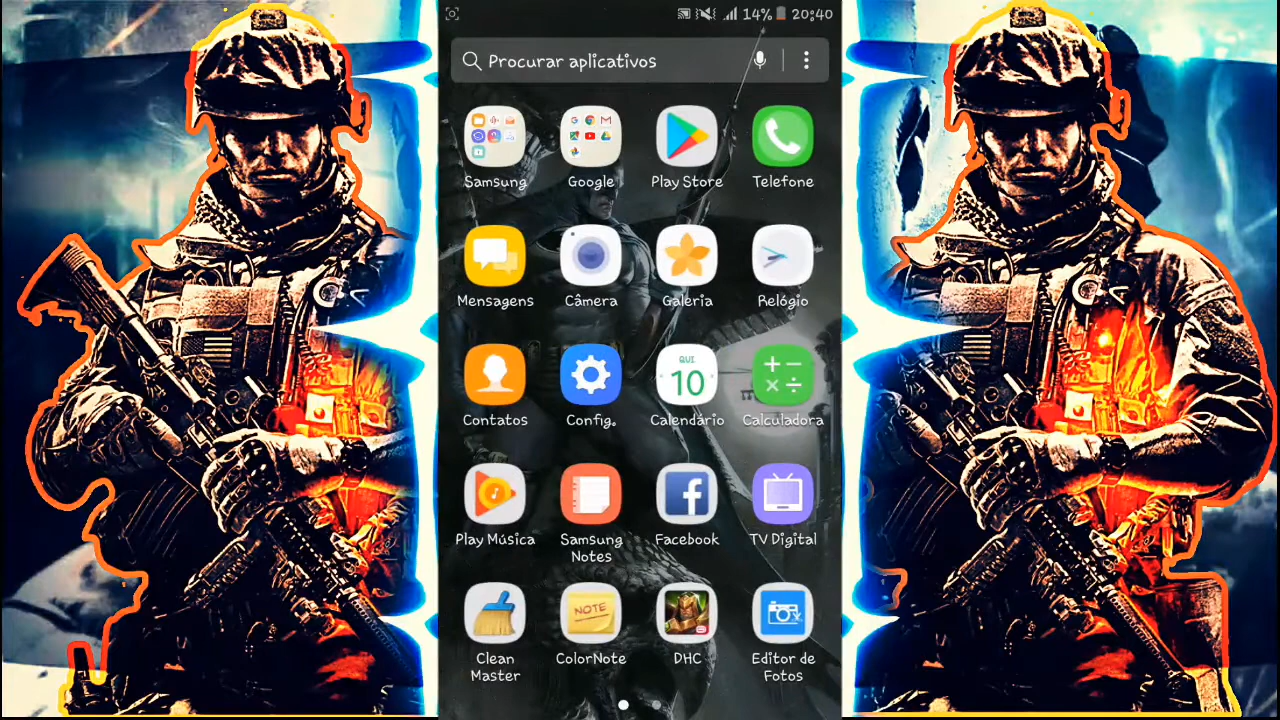 14% 20:40
Procurar aplicativos
Samsung Google Play Store Telefone
Mensagens Câmera Galeria Relógio
QUI
10
Contatos Config. Calendário Calculadora
Play Música Samsung Notes Facebook TV Digital
NOTE
Clean Master ColorNote DHC Editor de Fotos